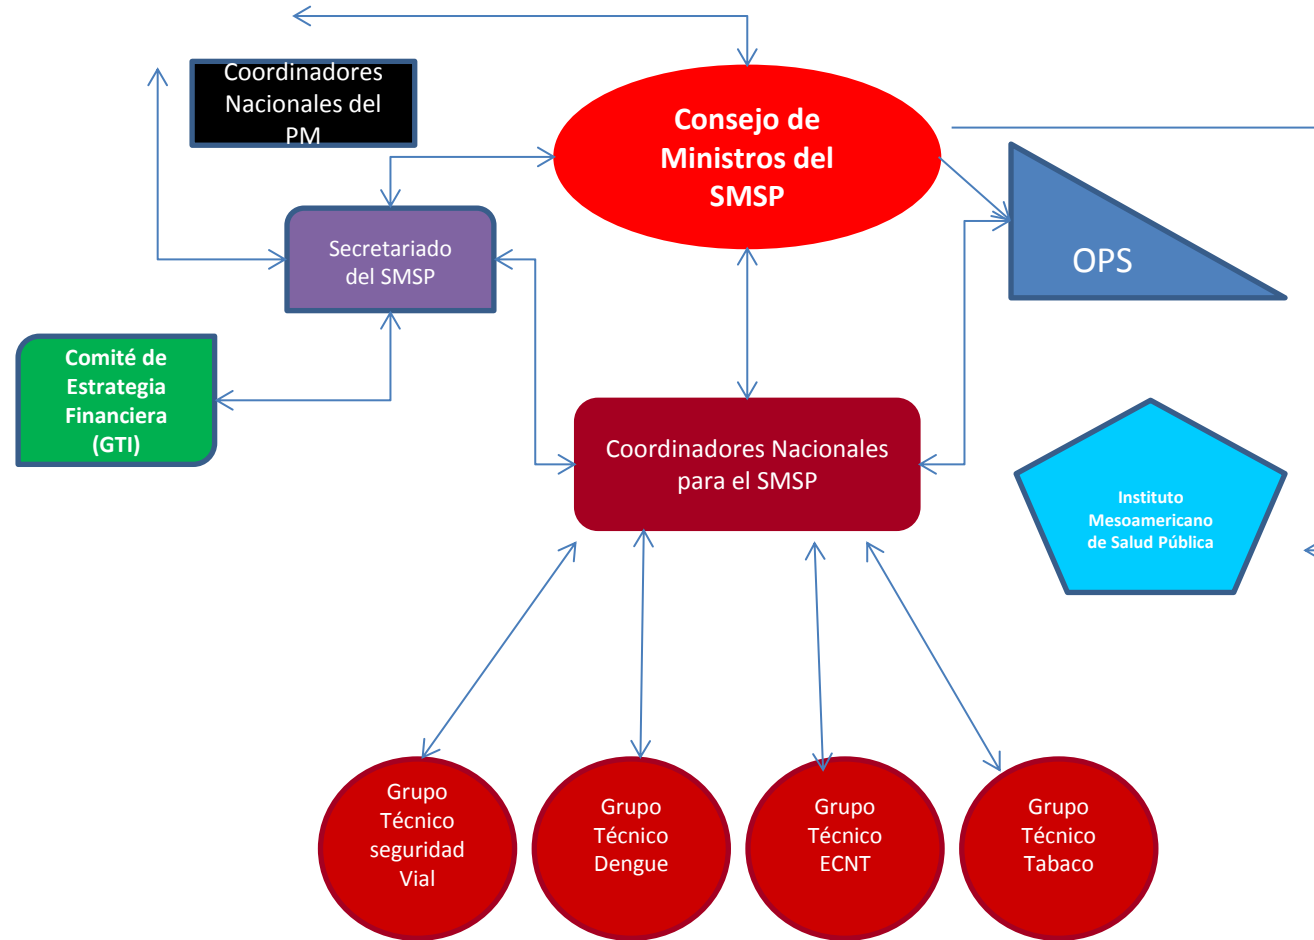 Coordinadores
Nacionales del
PM
Consejo de
Ministros del
SMSP
Secretariado
del SMSP
OPS
Comité de
Estrategia
Financiera
(GTI)
Coordinadores Nacionales
para el SMSP
Instituto
Mesoamericano
de Salud Pública
Grupo
Técnico
seguridad
Vial
Grupo
Técnico
Dengue
Grupo
Técnico
ECNT
Grupo
Técnico
Tabaco